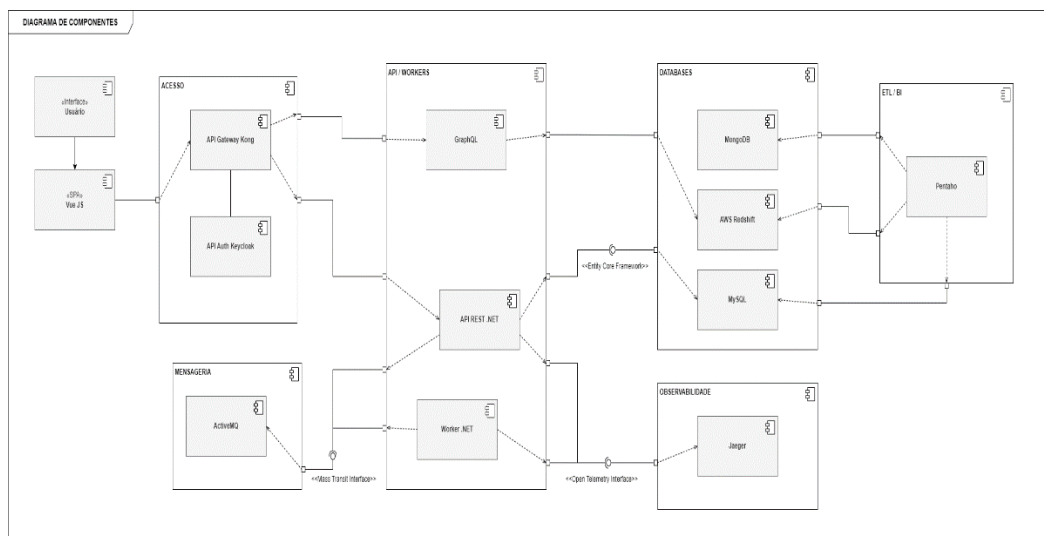 DIAGRAMA DE COMPONENTES
«Interface»
Usuário
«SPA»
Vue JS
ACESSO
API Gateway Kong
API Auth Keycloak
API / WORKERS
GraphQL
API REST .NET
Worker .NET
DATABASES
MongoDB
AWS Redshift
MySQL
ETL / BI
Pentaho
<<Entity Core Framework>>
MENSAGERIA
ActiveMQ
<<Mass Transit Interface>>
<<Open Telemetry Interface>>
OBSERVABILIDADE
Jaeger